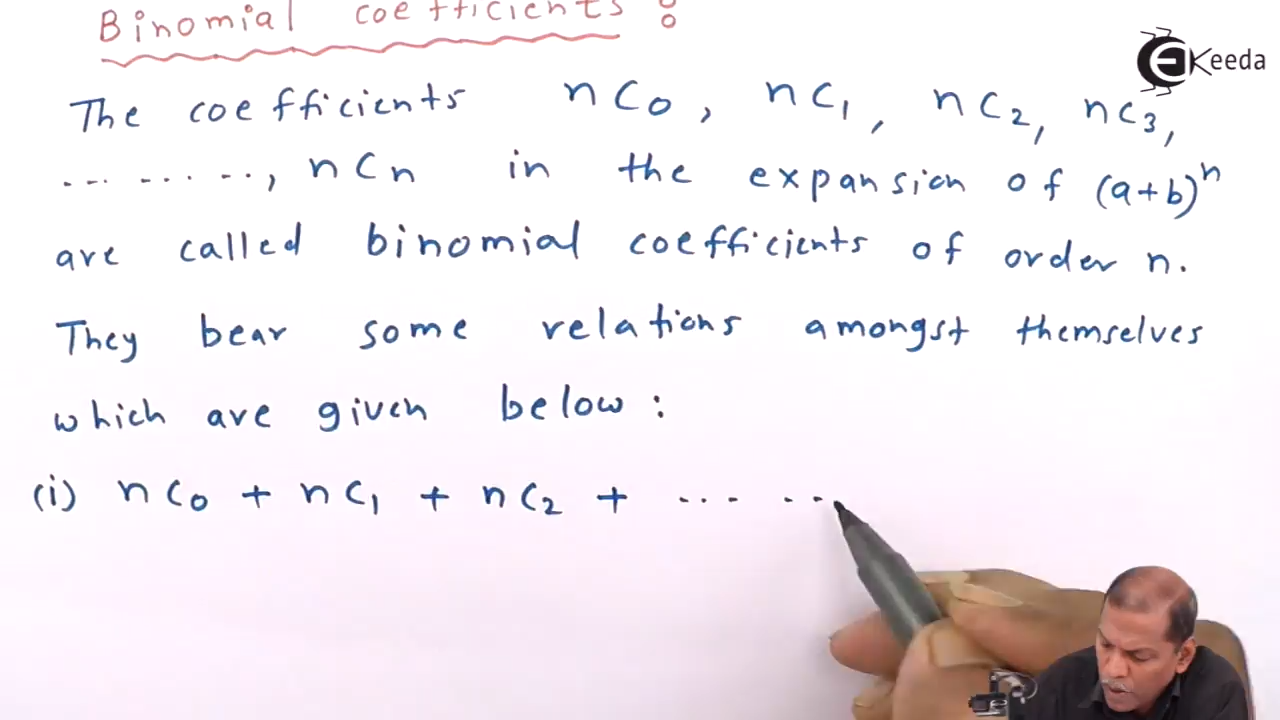 Binomial coefficients :
EKeeda
The coefficients nC0, nC1, nC2, nC3,
... ... ..., nCn in the expansion of (a+b)^n
are called binomial coefficients of order n.
They bear some relations amongst themselves
which are given below :
(i) nC0 + nC1 + nC2 + ... ...